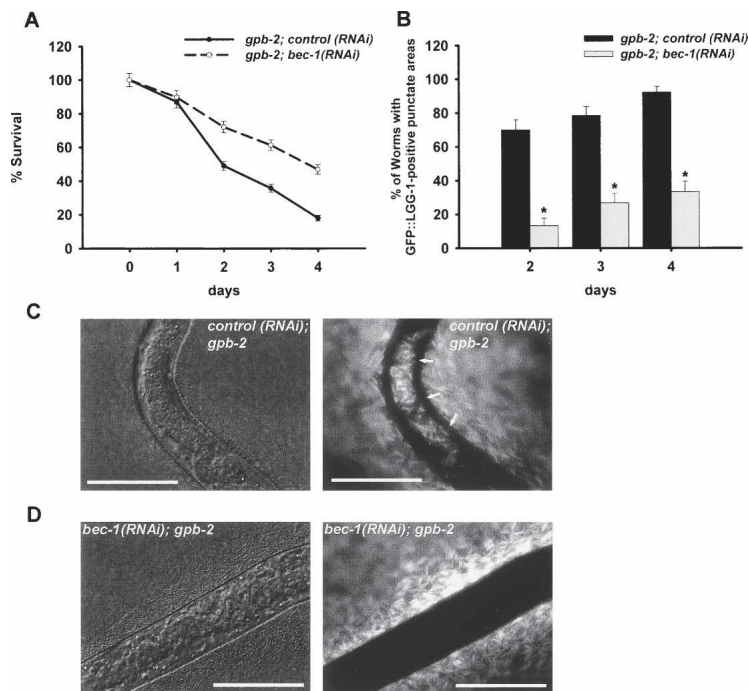 A
gpb-2; control (RNAi)
gpb-2; bec-1(RNAi)
% Survival
120
100
80
60
40
20
0
0 1 2 3 4
days
B
gpb-2; control (RNAi)
gpb-2; bec-1(RNAi)
% of Worms with
GFP::LGG-1-positive punctate areas
100
80
60
40
20
0
* * *
2 3 4
days
C
control (RNAi);
gpb-2
control (RNAi);
gpb-2
D
bec-1(RNAi); gpb-2
bec-1(RNAi); gpb-2